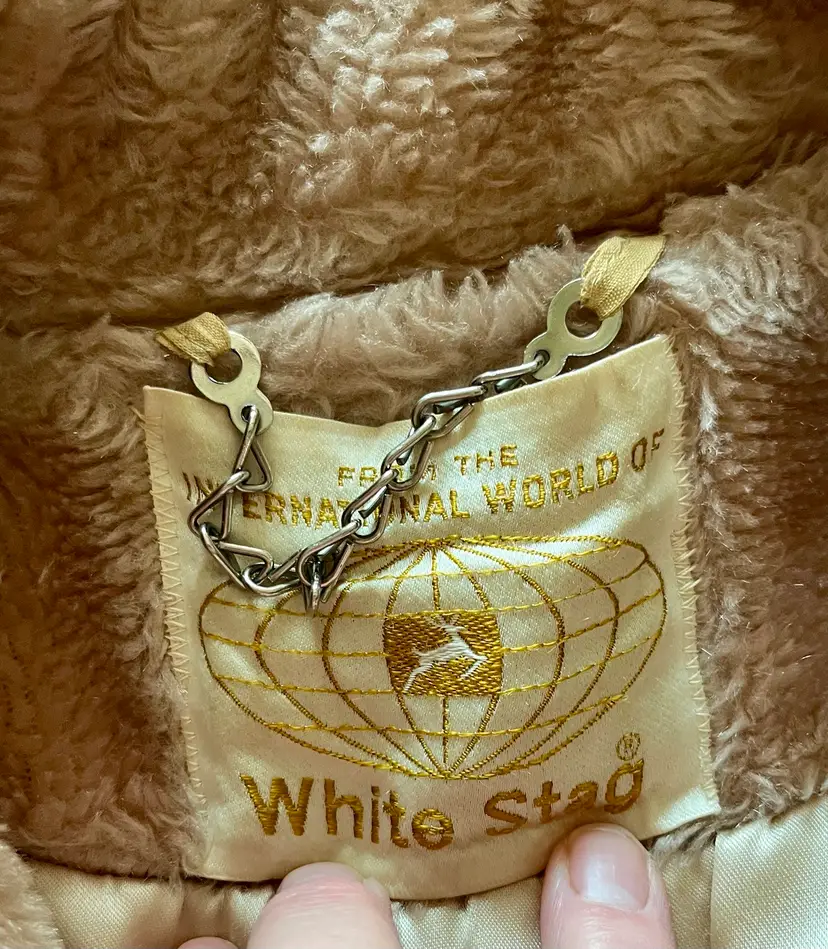 FROM THE
INTERNATIONAL WORLD OF
White Stag ®